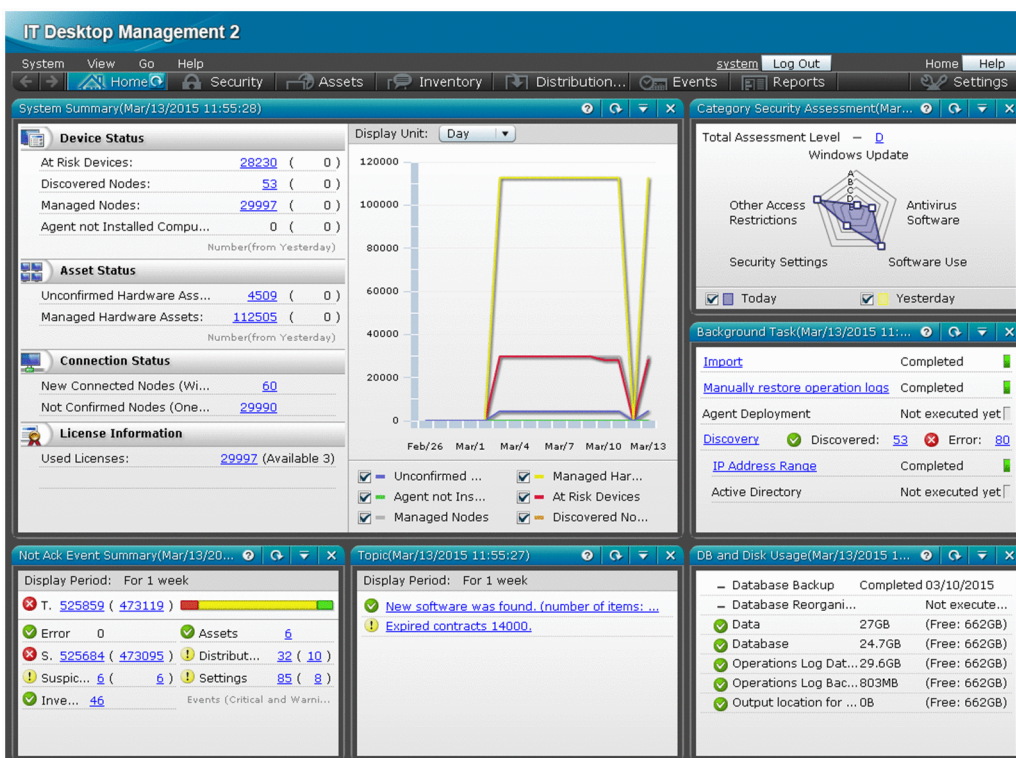 IT Desktop Management 2
System View Go Help system Log Out Home Help
Home Security Assets Inventory Distribution... Events Reports Settings
System Summary(Mar/13/2015 11:55:28)
Device Status
At Risk Devices: 28230 ( 0 )
Discovered Nodes: 53 ( 0 )
Managed Nodes: 29997 ( 0 )
Agent not Installed Compu... 0 ( 0 )
Number(from Yesterday)
Asset Status
Unconfirmed Hardware Ass... 4509 ( 0 )
Managed Hardware Assets: 112505 ( 0 )
Number(from Yesterday)
Connection Status
New Connected Nodes (Wi... 60
Not Confirmed Nodes (One... 29990
License Information
Used Licenses: 29997 (Available 3)
Display Unit: Day
120000
100000
80000
60000
40000
20000
0
Feb/26 Mar/1 Mar/4 Mar/7 Mar/10 Mar/13
Unconfirmed ... Managed Har...
Agent not Ins... At Risk Devices
Managed Nodes Discovered No...
Category Security Assessment(Mar...
Total Assessment Level – D
Windows Update
A
B
C
D
Other Access Restrictions
Antivirus Software
Security Settings
Software Use
Today Yesterday
Background Task(Mar/13/2015 11:...
Import Completed
Manually restore operation logs Completed
Agent Deployment Not executed yet
Discovery Discovered: 53 Error: 80
IP Address Range Completed
Active Directory Not executed yet
Not Ack Event Summary(Mar/13/20...
Display Period: For 1 week
T. 525859 ( 473119 )
Error 0 Assets 6
S. 525684 ( 473095 ) Distribut... 32 ( 10 )
Suspic... 6 ( 6 ) Settings 85 ( 8 )
Inve... 46 Events (Critical and Warni...
Topic(Mar/13/2015 11:55:27)
Display Period: For 1 week
New software was found. (number of items: ...
Expired contracts 14000.
DB and Disk Usage(Mar/13/2015 1...
– Database Backup Completed 03/10/2015
– Database Reorgani... Not execute...
Data 27GB (Free: 662GB)
Database 24.7GB (Free: 662GB)
Operations Log Dat... 29.6GB (Free: 662GB)
Operations Log Bac... 803MB (Free: 662GB)
Output location for ... 0B (Free: 662GB)